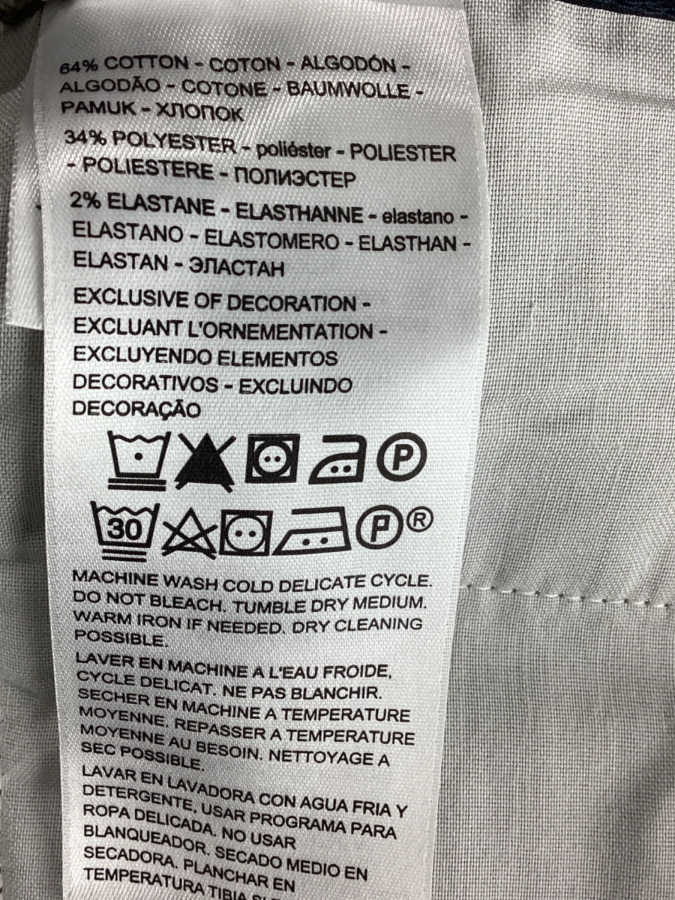 64% COTTON - COTON - ALGODÓN -
ALGODÃO - COTONE - BAUMWOLLE -
PAMUK - ХЛОПОК
34% POLYESTER - poliéster - POLIESTER
- POLIESTERE - ПОЛИЭСТЕР
2% ELASTANE - ELASTHANNE - elastano -
ELASTANO - ELASTOMERO - ELASTHAN -
ELASTAN - ЭЛАСТАН
EXCLUSIVE OF DECORATION -
EXCLUANT L'ORNEMENTATION -
EXCLUYENDO ELEMENTOS
DECORATIVOS - EXCLUINDO
DECORAÇÃO
P
30 P ®
MACHINE WASH COLD DELICATE CYCLE.
DO NOT BLEACH. TUMBLE DRY MEDIUM.
WARM IRON IF NEEDED. DRY CLEANING
POSSIBLE.
LAVER EN MACHINE A L'EAU FROIDE,
CYCLE DELICAT. NE PAS BLANCHIR.
SECHER EN MACHINE A TEMPERATURE
MOYENNE. REPASSER A TEMPERATURE
MOYENNE AU BESOIN. NETTOYAGE A
SEC POSSIBLE.
LAVAR EN LAVADORA CON AGUA FRIA Y
DETERGENTE, USAR PROGRAMA PARA
ROPA DELICADA. NO USAR
BLANQUEADOR. SECADO MEDIO EN
SECADORA. PLANCHAR EN
TEMPERATURA TIBIA